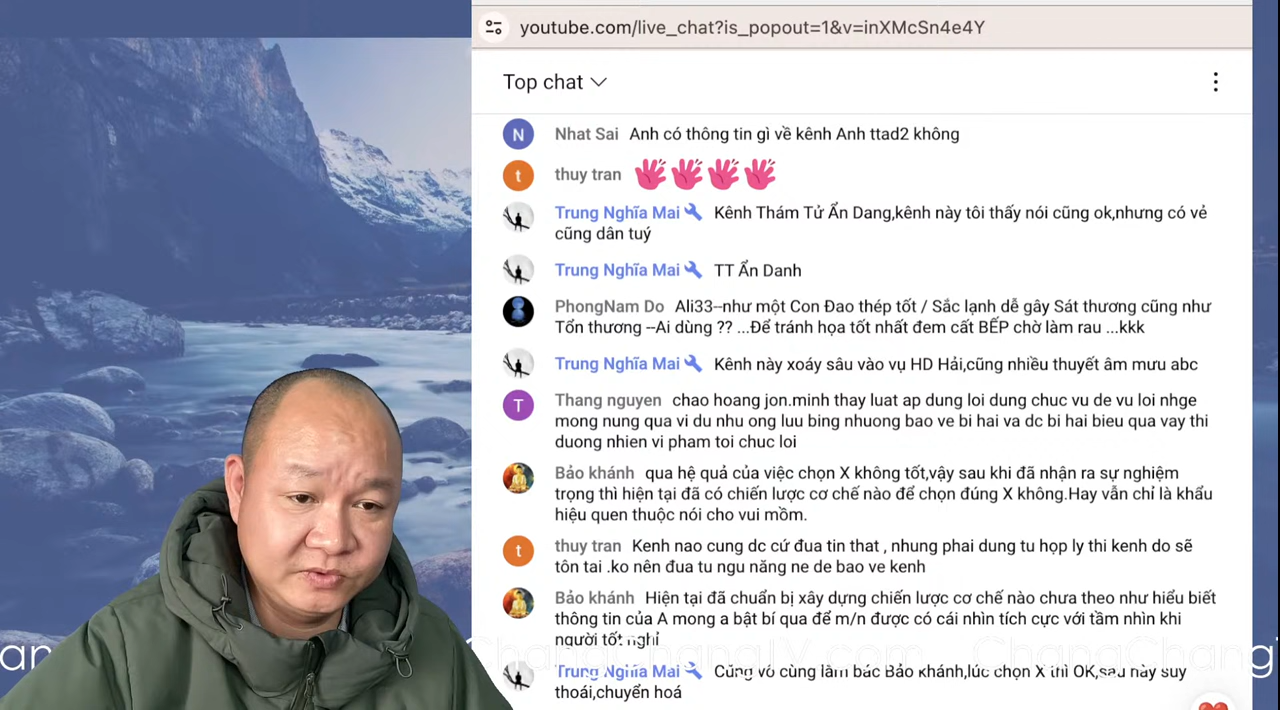 youtube.com/live_chat?is_popout=1&v=inXMcSn4e4Y
Top chat
N Nhat Sai Anh có thông tin gì về kênh Anh ttad2 không
t thuy tran
Trung Nghĩa Mai Kênh Thám Tử Ẩn Dang,kênh này tôi thấy nói cũng ok,nhưng có vẻ
cũng dân tuý
Trung Nghĩa Mai TT Ẩn Danh
PhongNam Do Ali33--như một Con Đao thép tốt / Sắc lạnh dễ gây Sát thương cũng như
Tổn thương --Ai dùng ?? ...Để tránh họa tốt nhất đem cất BẾP chờ làm rau ...kkk
Trung Nghĩa Mai Kênh này xoáy sâu vào vụ HD Hải,cũng nhiều thuyết âm mưu abc
T Thang nguyen chao hoang jon.minh thay luat ap dung loi dung chuc vu de vu loi nhge
mong nung qua vi du nhu ong luu bing nhuong bao ve bi hai va dc bi hai bieu qua vay thi
duong nhien vi pham toi chuc loi
Bảo khánh qua hệ quả của việc chọn X không tốt,vậy sau khi đã nhận ra sự nghiệm
trọng thì hiện tại đã có chiến lược cơ chế nào để chọn đúng X không.Hay vẫn chỉ là khẩu
hiệu quen thuộc nói cho vui mồm.
t thuy tran Kenh nao cung dc cứ đua tin that , nhung phai dung tu họp ly thi kenh do sẽ
tôn tai .ko nên đua tu ngu năng ne de bao ve kenh
Bảo khánh Hiện tại đã chuẩn bị xây dựng chiến lược cơ chế nào chưa theo như hiểu biết
thông tin của A mong a bật bí qua để m/n được có cái nhìn tích cực với tầm nhìn khi
người tốt nghỉ
ChangChangTV.com ChangChang
Trung Nghĩa Mai Cũng vô cùng lắm bác Bảo Khánh,lúc chọn X thì OK,sau này suy
thoái,chuyển hoá